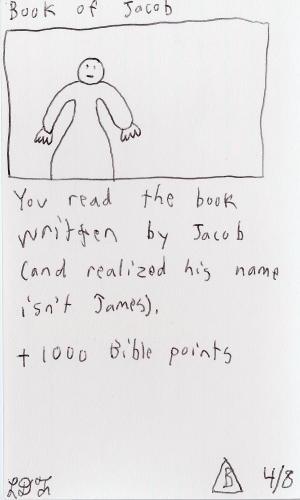 Book of Jacob
You read the book
written by Jacob
(and realized his name
isn't James).
+ 1000 Bible points
B 4/8